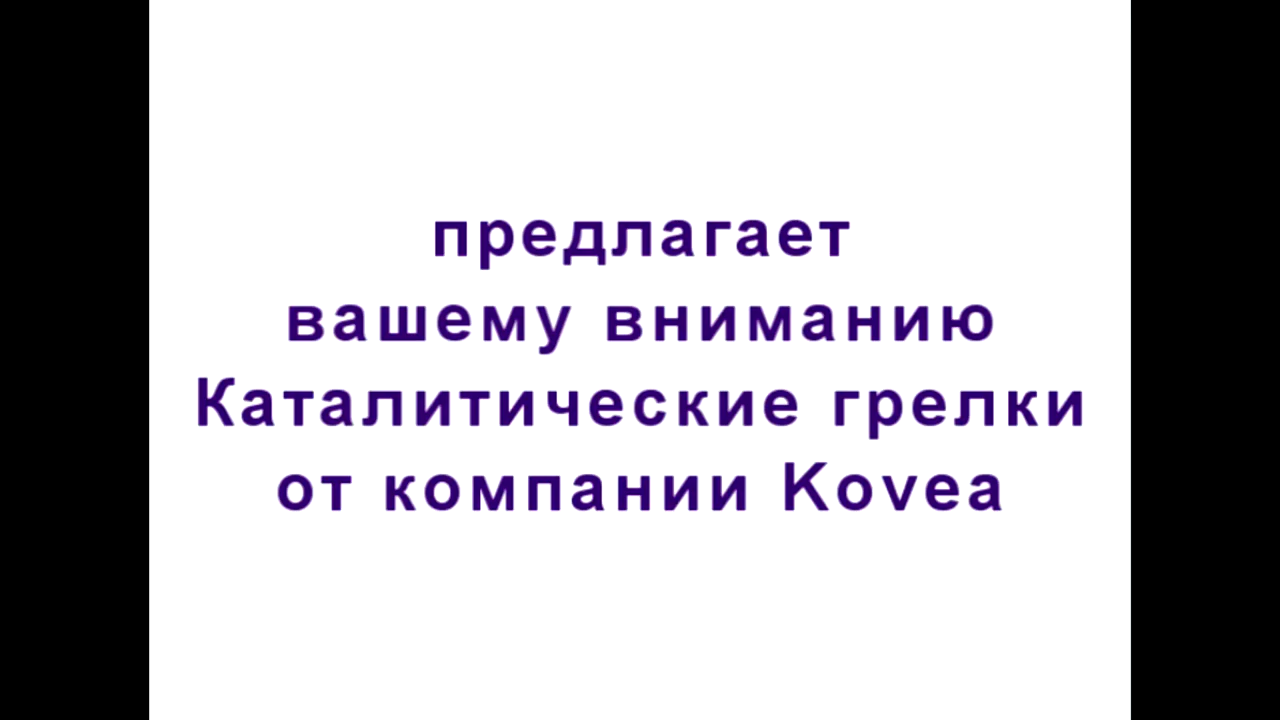 предлагает
вашему вниманию
Каталитические грелки
от компании Kovea